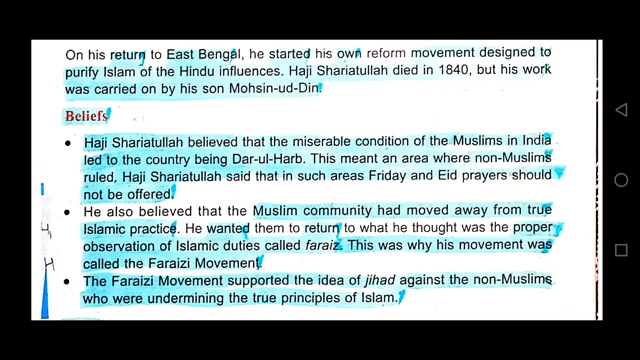 On his return to East Bengal, he started his own reform movement designed to
purify Islam of the Hindu influences. Haji Shariatullah died in 1840, but his work
was carried on by his son Mohsin-ud-Din.
Beliefs
• Haji Shariatullah believed that the miserable condition of the Muslims in India
led to the country being Dar-ul-Harb. This meant an area where non-Muslims
ruled, Haji Shariatullah said that in such areas Friday and Eid prayers should
not be offered.
• He also believed that the Muslim community had moved away from true
Islamic practice. He wanted them to return to what he thought was the proper
observation of Islamic duties called faraiz. This was why his movement was
called the Faraizi Movement.
• The Faraizi Movement supported the idea of jihad against the non-Muslims
who were undermining the true principles of Islam.